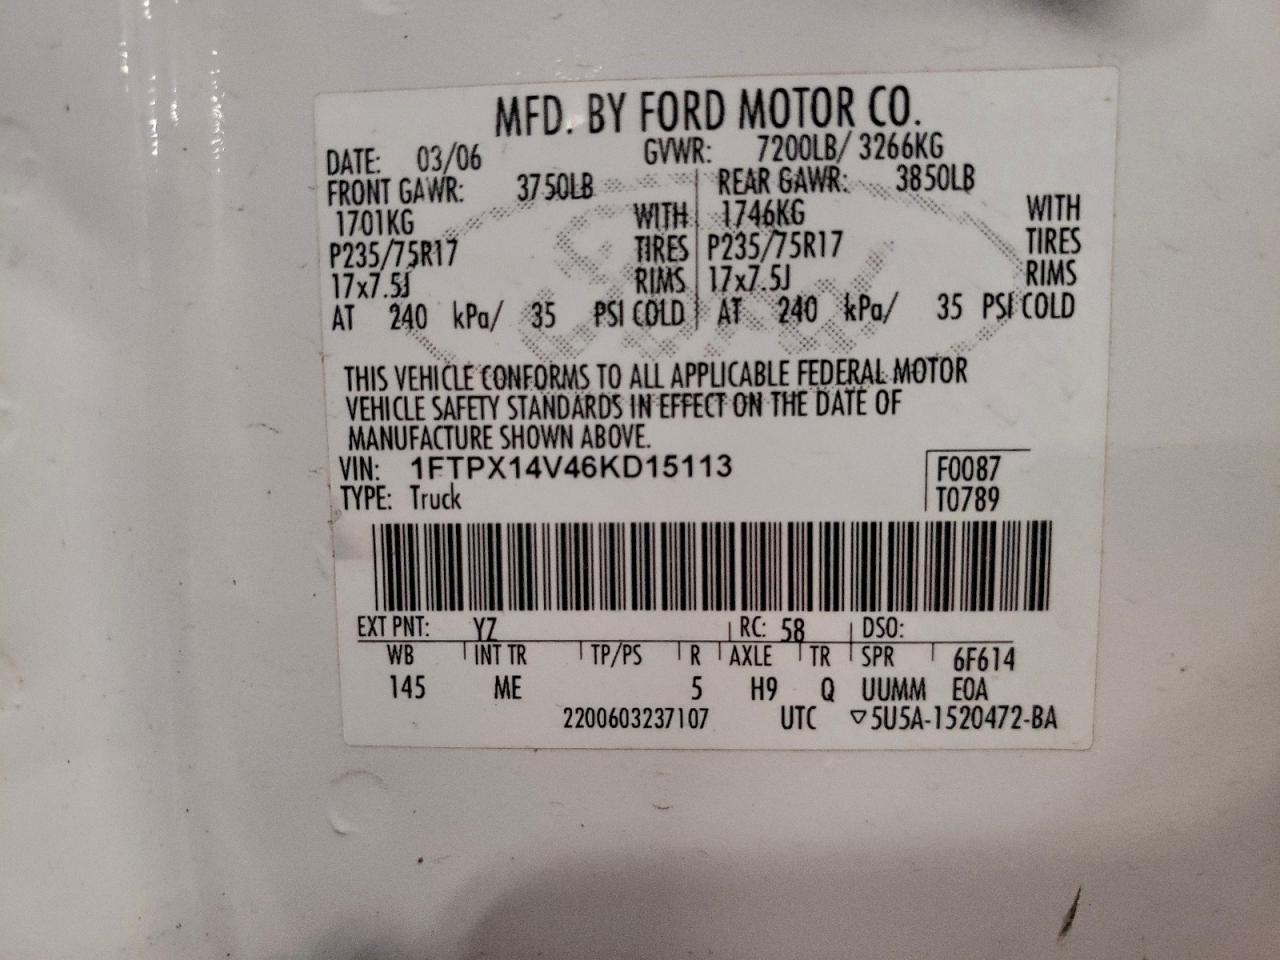 MFD. BY FORD MOTOR CO.
DATE: 03/06 GVWR: 7200LB/ 3266KG
FRONT GAWR: 3750LB REAR GAWR: 3850LB
1701KG WITH 1746KG WITH
P235/75R17 TIRES P235/75R17 TIRES
17x7.5J RIMS 17x7.5J RIMS
AT 240 kPa/ 35 PSI COLD AT 240 kPa/ 35 PSI COLD
THIS VEHICLE CONFORMS TO ALL APPLICABLE FEDERAL MOTOR
VEHICLE SAFETY STANDARDS IN EFFECT ON THE DATE OF
MANUFACTURE SHOWN ABOVE.
VIN: 1FTPX14V46KD15113 F0087
TYPE: Truck T0789
EXT PNT: YZ RC: 58 DSO:
WB INT TR TP/PS R AXLE TR SPR 6F614
145 ME 5 H9 Q UUMM E0A
2200603237107 UTC ▽5U5A-1520472-BA